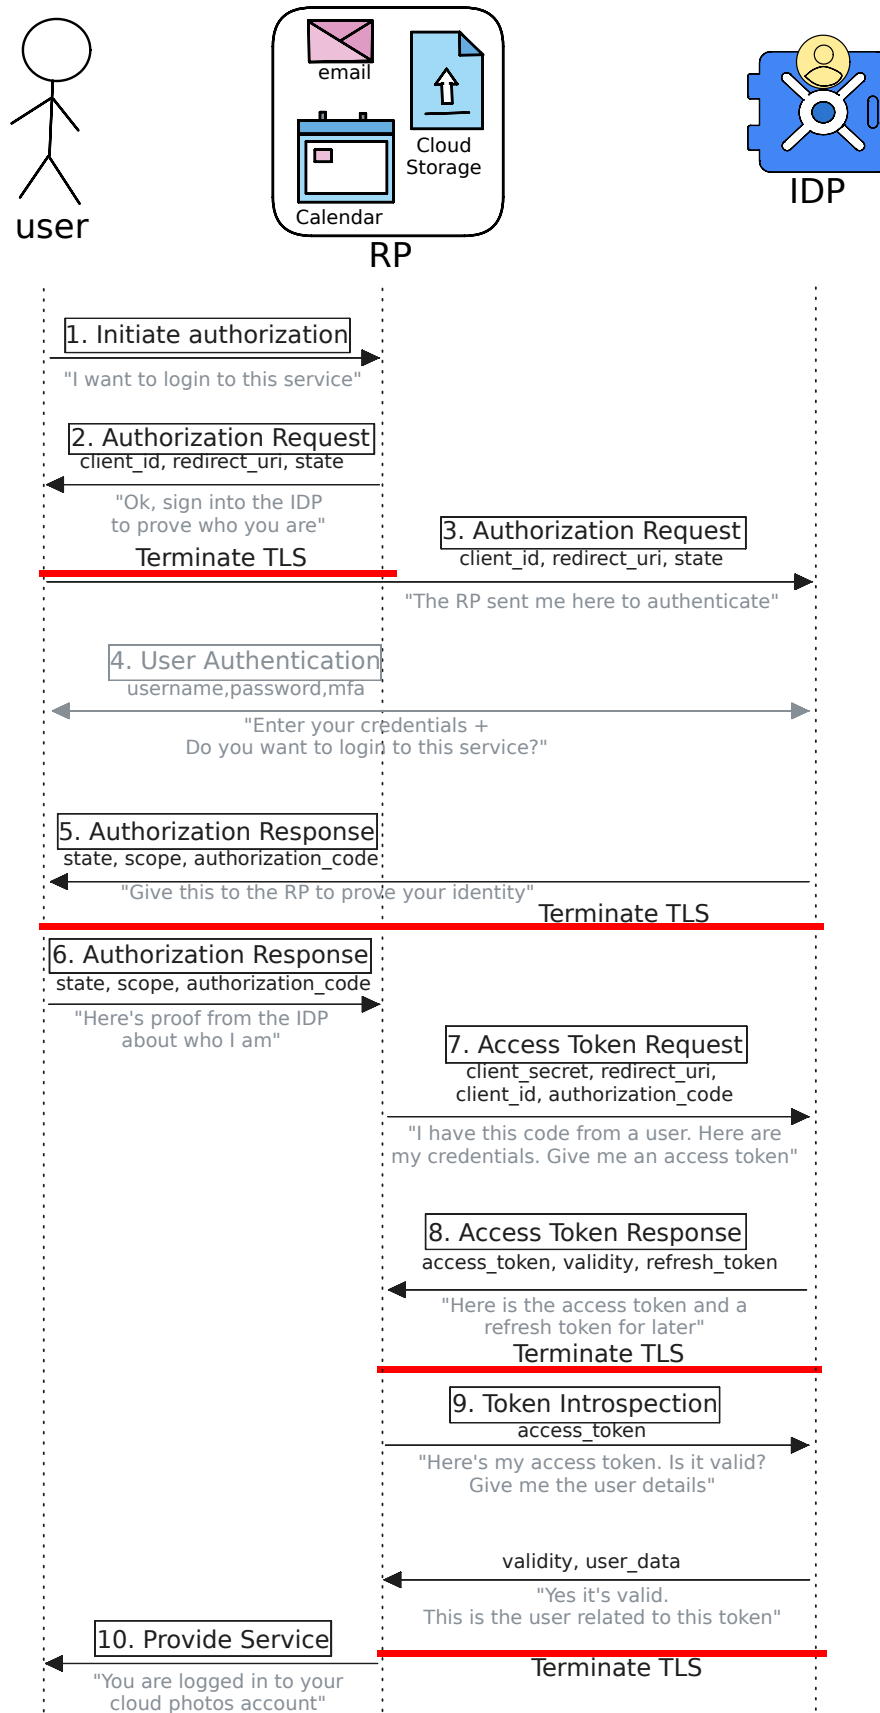 email
Cloud
Storage
Calendar
user
RP
IDP
1. Initiate authorization
"I want to login to this service"
2. Authorization Request
client_id, redirect_uri, state
"Ok, sign into the IDP
to prove who you are"
Terminate TLS
3. Authorization Request
client_id, redirect_uri, state
"The RP sent me here to authenticate"
4. User Authentication
username,password,mfa
"Enter your credentials +
Do you want to login to this service?"
5. Authorization Response
state, scope, authorization_code
"Give this to the RP to prove your identity"
Terminate TLS
6. Authorization Response
state, scope, authorization_code
"Here's proof from the IDP
about who I am"
7. Access Token Request
client_secret, redirect_uri,
client_id, authorization_code
"I have this code from a user. Here are
my credentials. Give me an access token"
8. Access Token Response
access_token, validity, refresh_token
"Here is the access token and a
refresh token for later"
Terminate TLS
9. Token Introspection
access_token
"Here's my access token. Is it valid?
Give me the user details"
validity, user_data
"Yes it's valid.
This is the user related to this token"
10. Provide Service
Terminate TLS
"You are logged in to your
cloud photos account"